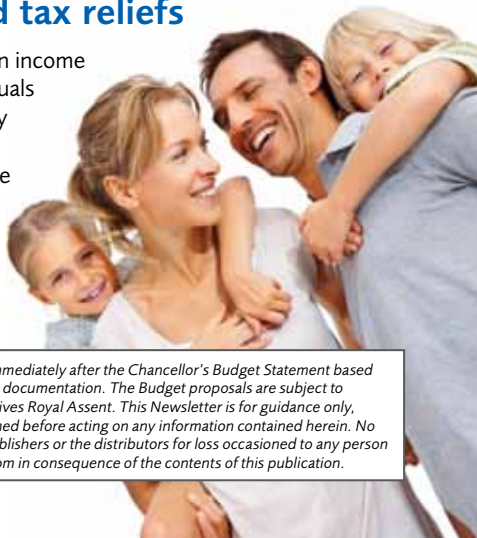 d tax reliefs
n income
uals
y
e
mmediately after the Chancellor's Budget Statement based
documentation. The Budget proposals are subject to
ives Royal Assent. This Newsletter is for guidance only,
ned before acting on any information contained herein. No
blishers or the distributors for loss occasioned to any person
om in consequence of the contents of this publication.